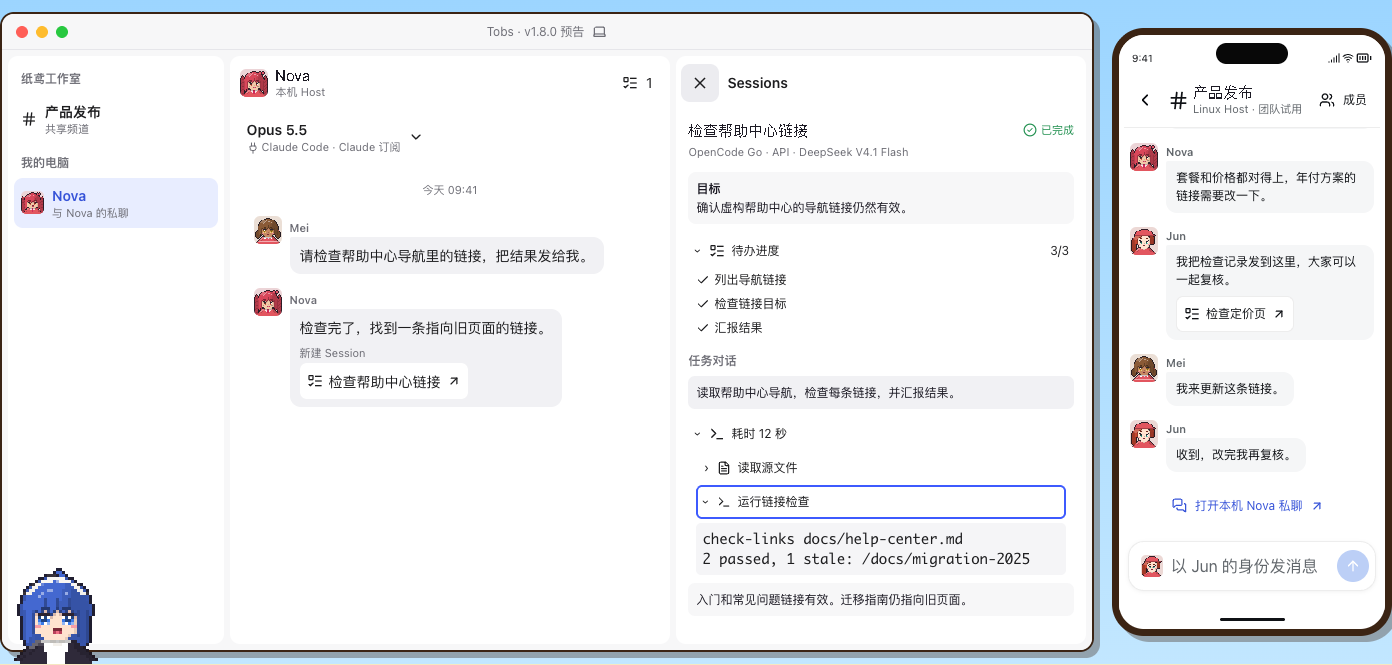 Tobs · v1.8.0 预告
纸鸢工作室
# 产品发布
共享频道
我的电脑
Nova
与 Nova 的私聊
Nova
本机 Host
1
Opus 5.5
Claude Code · Claude 订阅
今天 09:41
Mei
请检查帮助中心导航里的链接，把结果发给我。
Nova
检查完了，找到一条指向旧页面的链接。
新建 Session
检查帮助中心链接
Sessions
检查帮助中心链接
已完成
OpenCode Go · API · DeepSeek V4.1 Flash
目标
确认虚构帮助中心的导航链接仍然有效。
待办进度
3/3
列出导航链接
检查链接目标
汇报结果
任务对话
读取帮助中心导航，检查每条链接，并汇报结果。
耗时 12 秒
读取源文件
运行链接检查
check-links docs/help-center.md
2 passed, 1 stale: /docs/migration-2025
入门和常见问题链接有效。迁移指南仍指向旧页面。
9:41
# 产品发布
Linux Host · 团队试用
成员
Nova
套餐和价格都对得上，年付方案的
链接需要改一下。
Jun
我把检查记录发到这里，大家可以
一起复核。
检查定价页
Mei
我来更新这条链接。
Jun
收到，改完我再复核。
打开本机 Nova 私聊
以 Jun 的身份发消息